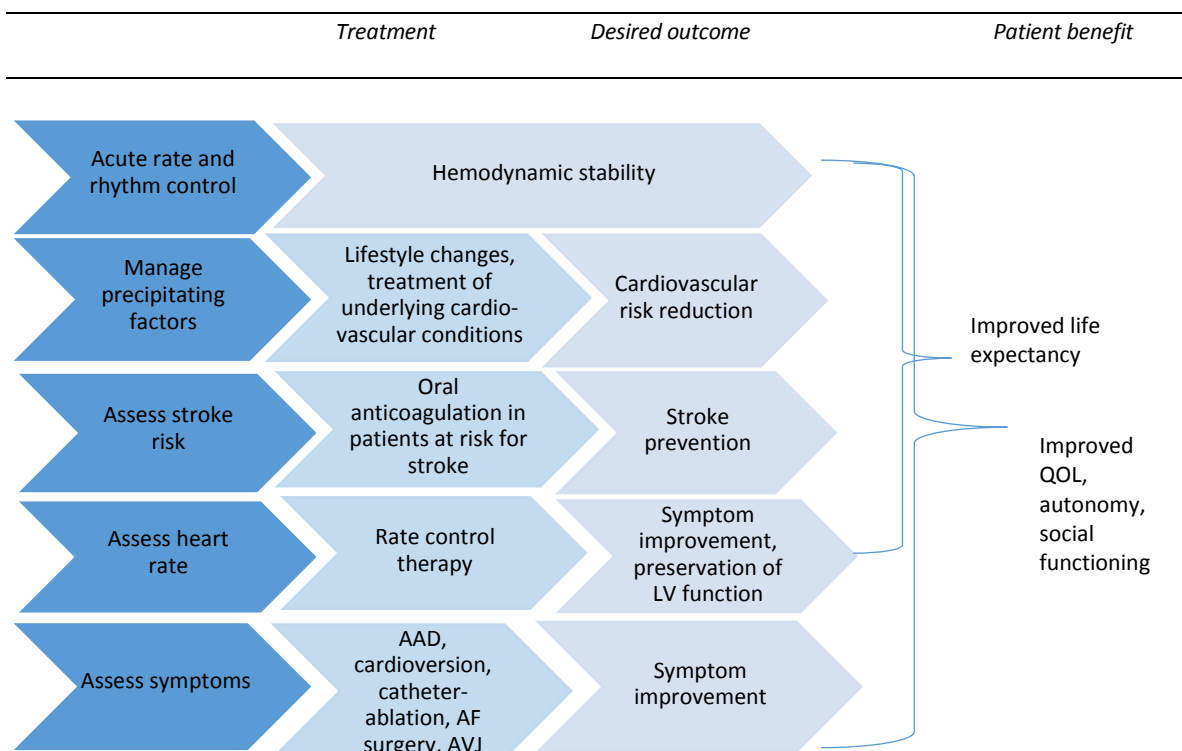 Treatment Desired outcome Patient benefit
Acute rate and
rhythm control
Hemodynamic stability
Manage
precipitating
factors
Lifestyle changes,
treatment of
underlying cardio-
vascular conditions
Cardiovascular
risk reduction
Assess stroke
risk
Oral
anticoagulation in
patients at risk for
stroke
Stroke
prevention
Assess heart
rate
Rate control
therapy
Symptom
improvement,
preservation of
LV function
Assess symptoms
AAD,
cardioversion,
catheter-
ablation, AF
surgery, AVJ
Symptom
improvement
Improved life
expectancy
Improved
QOL,
autonomy,
social
functioning